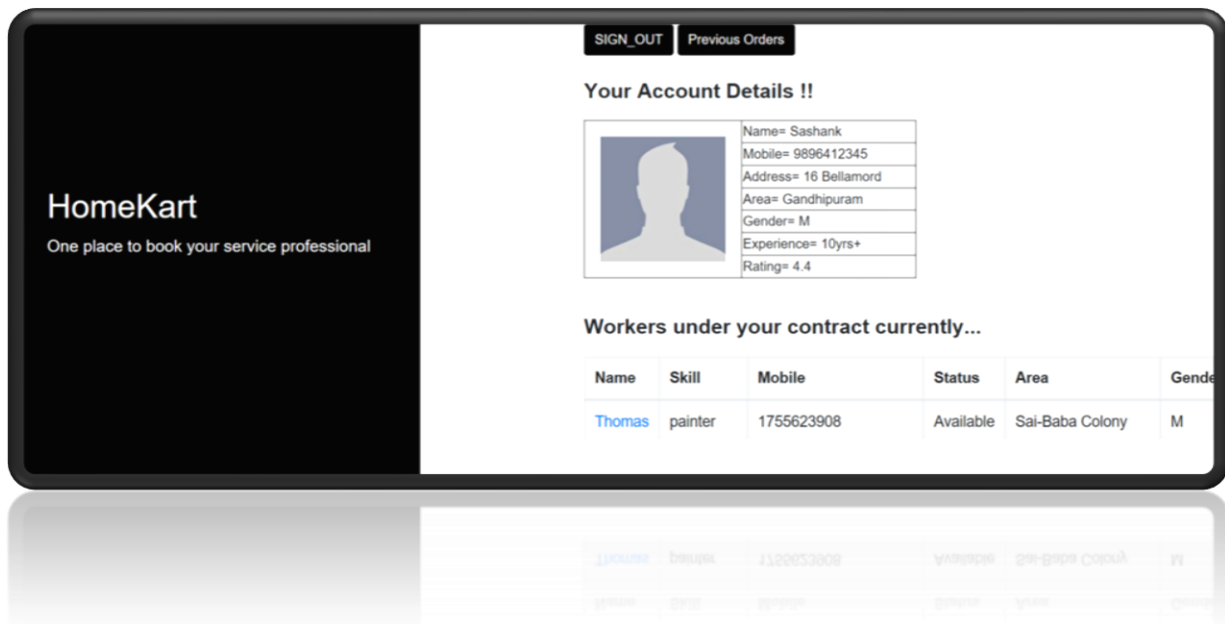 SIGN_OUT Previous Orders
Your Account Details !!
Name= Sashank
Mobile= 9896412345
Address= 16 Bellamord
Area= Gandhipuram
Gender= M
Experience= 10yrs+
Rating= 4.4
HomeKart
One place to book your service professional
Workers under your contract currently...
Name Skill Mobile Status Area Gende
Thomas painter 1755623908 Available Sai-Baba Colony M